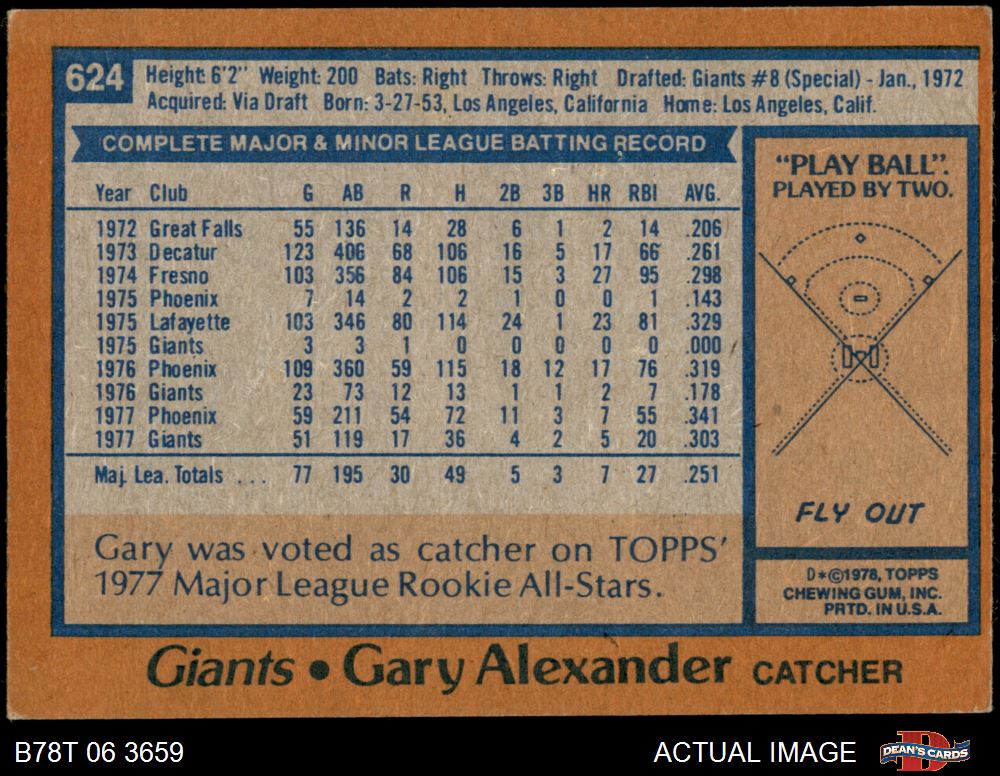 624
Height: 6'2" Weight: 200 Bats: Right Throws: Right Drafted: Giants #8 (Special) - Jan., 1972
Acquired: Via Draft Born: 3-27-53, Los Angeles, California Home: Los Angeles, Calif.
COMPLETE MAJOR & MINOR LEAGUE BATTING RECORD
Year Club G AB R H 2B 3B HR RBI AVG.
1972 Great Falls 55 136 14 28 6 1 2 14 .206
1973 Decatur 123 406 68 106 16 5 17 66 .261
1974 Fresno 103 356 84 106 15 3 27 95 .298
1975 Phoenix 7 14 2 2 1 0 0 1 .143
1975 Lafayette 103 346 80 114 24 1 23 81 .329
1975 Giants 3 3 1 0 0 0 0 0 .000
1976 Phoenix 109 360 59 115 18 12 17 76 .319
1976 Giants 23 73 12 13 1 1 2 7 .178
1977 Phoenix 59 211 54 72 11 3 7 55 .341
1977 Giants 51 119 17 36 4 2 5 20 .303
Maj. Lea. Totals ... 77 195 30 49 5 3 7 27 .251
Gary was voted as catcher on TOPPS'
1977 Major League Rookie All-Stars.
"PLAY BALL".
PLAYED BY TWO.
FLY OUT
D*©1978, TOPPS
CHEWING GUM, INC.
PRTD. IN U.S.A.
Giants • Gary Alexander CATCHER
B78T 06 3659
ACTUAL IMAGE
D
DEAN'S CARDS